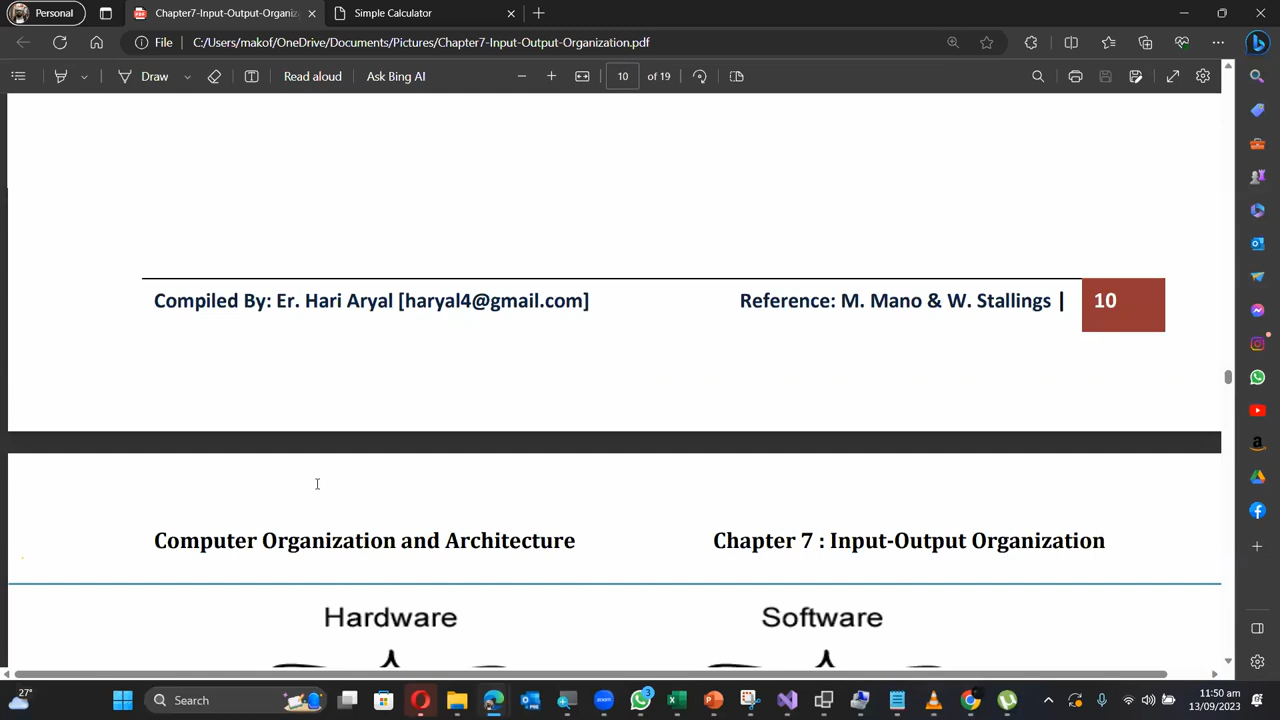 Personal
Chapter7-Input-Output-Organiz
Simple Calculator
File
C:/Users/makof/OneDrive/Documents/Pictures/Chapter7-Input-Output-Organization.pdf
Draw
Read aloud
Ask Bing AI
10
of 19
Compiled By: Er. Hari Aryal [haryal4@gmail.com]
Reference: M. Mano & W. Stallings |
10
Computer Organization and Architecture
Chapter 7 : Input-Output Organization
Hardware
Software
27°
Search
zoom
3
11:50 am
13/09/2023